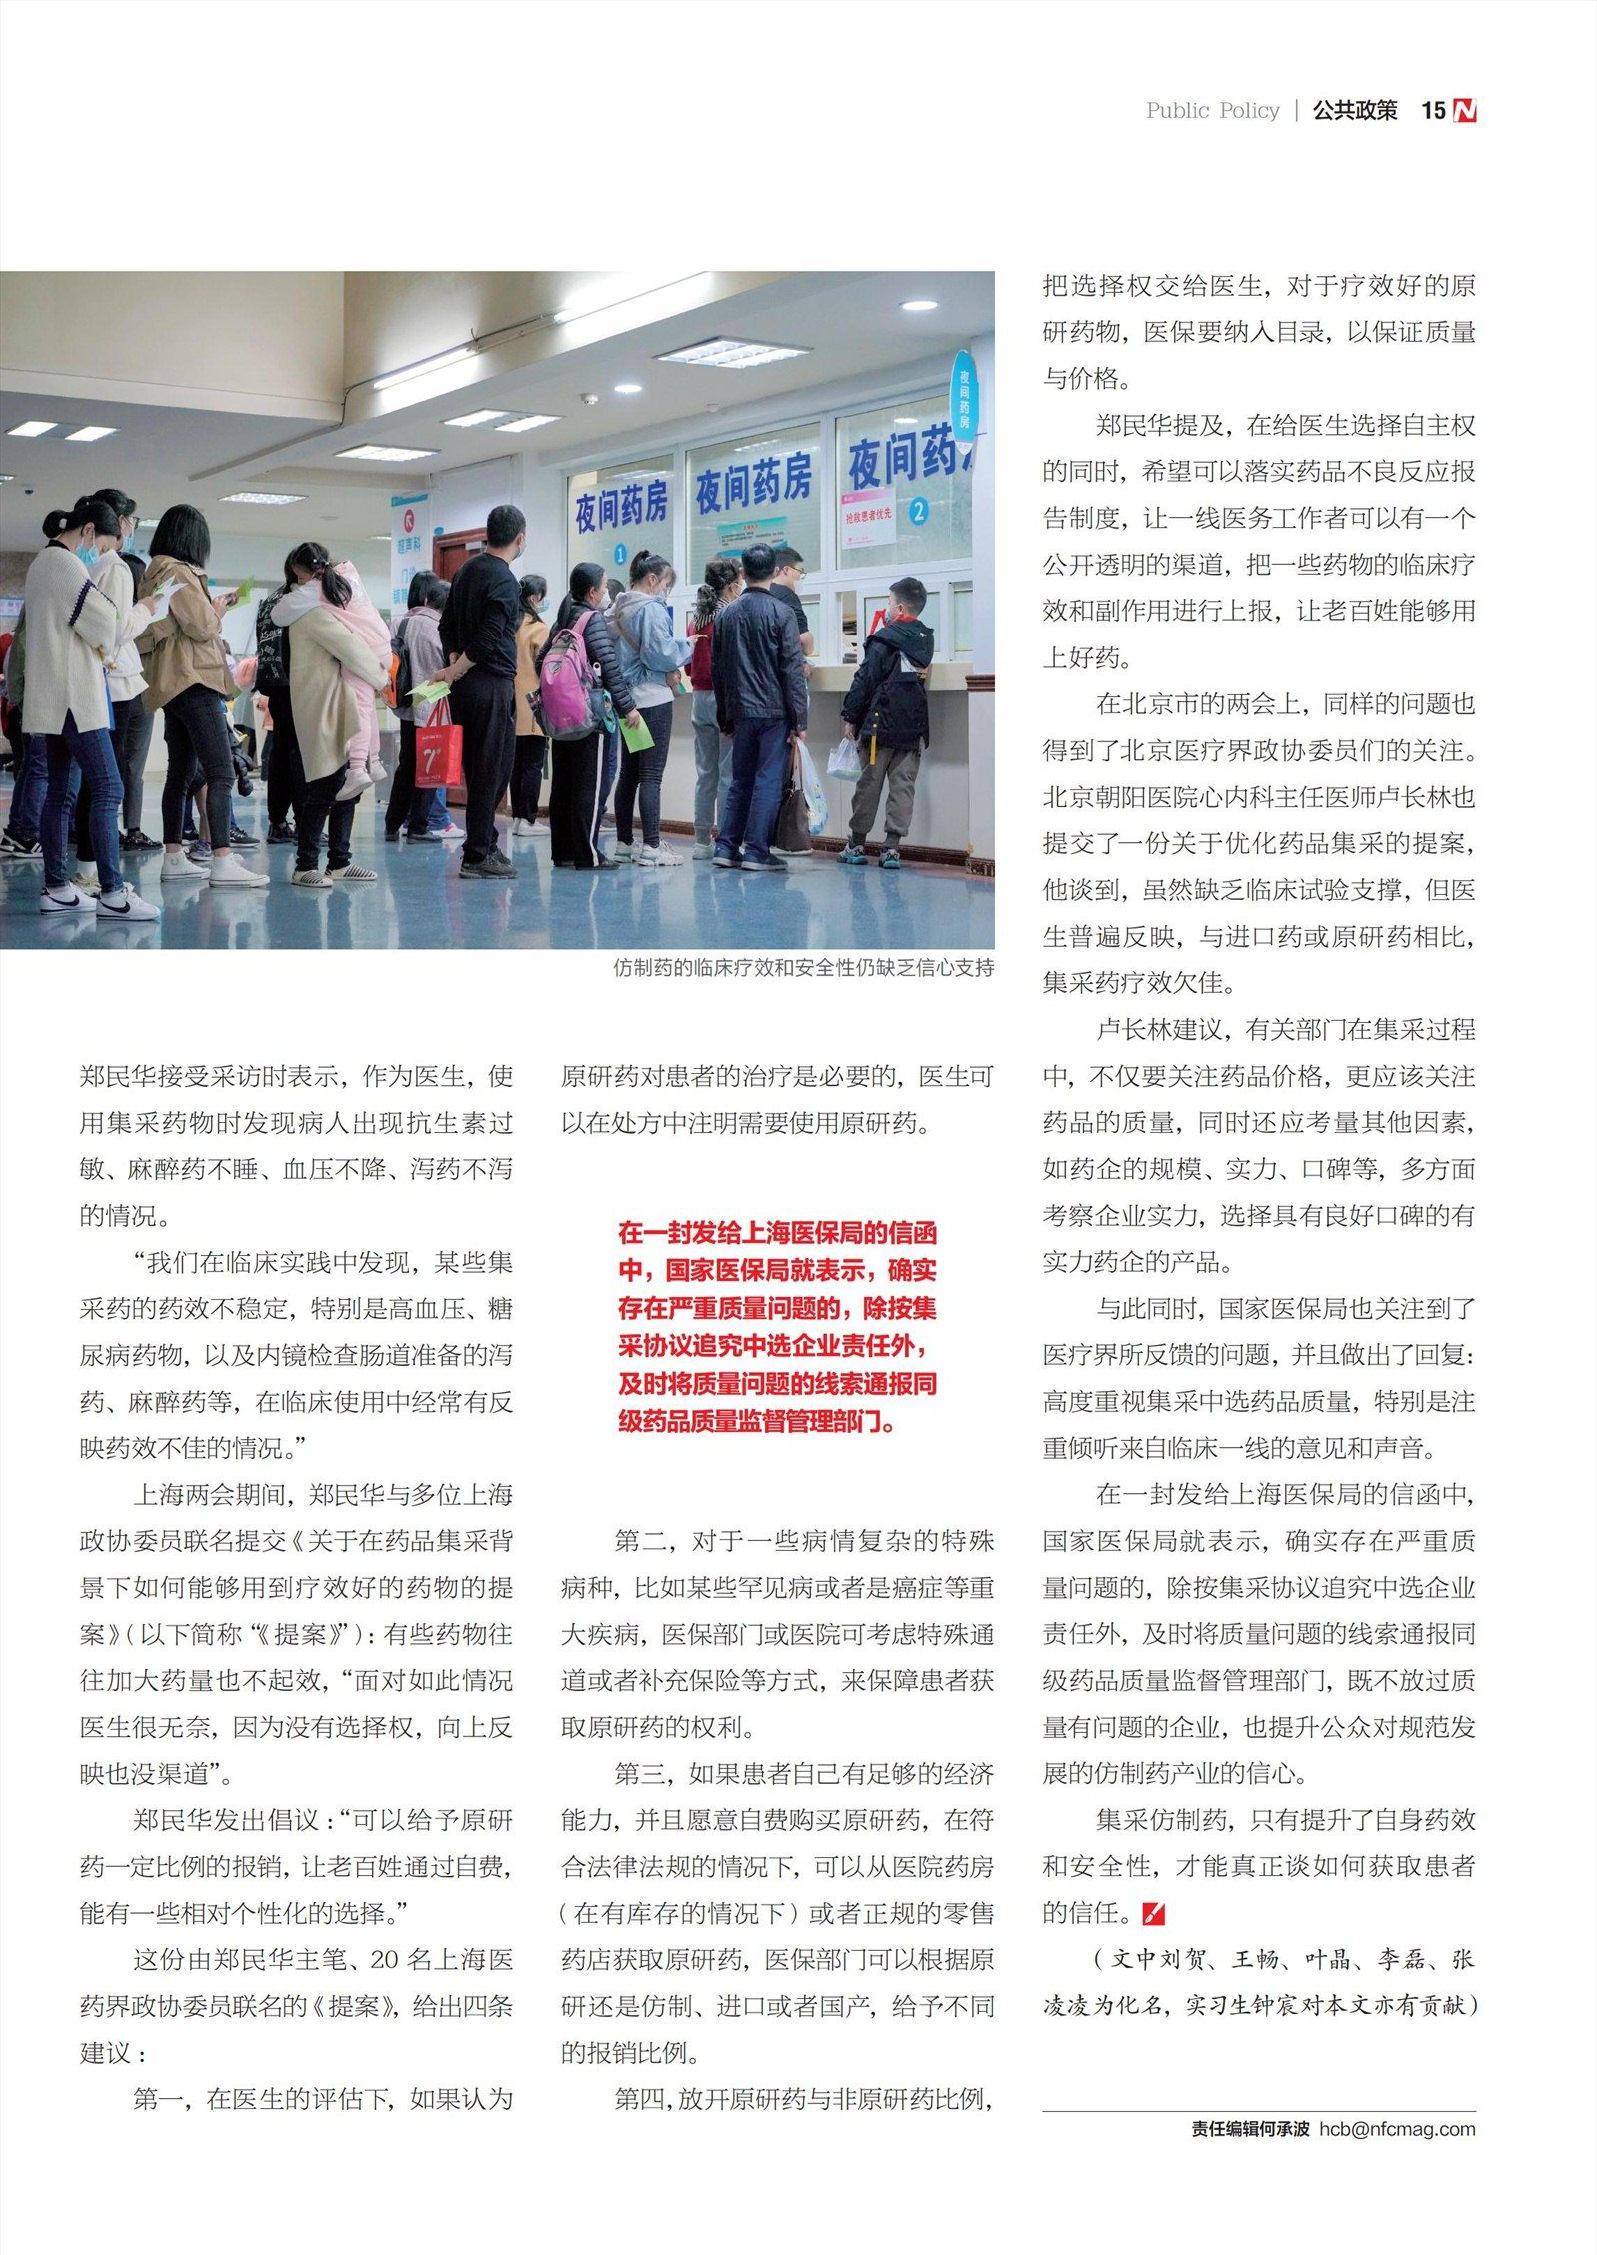 Public Policy | 公共政策 15
夜间药房
夜间药房
夜间药房
夜间药
1
2
抢救患者优先
超声科
门诊
7
仿制药的临床疗效和安全性仍缺乏信心支持
郑民华接受采访时表示，作为医生，使
用集采药物时发现病人出现抗生素过
敏、麻醉药不睡、血压不降、泻药不泻
的情况。
“我们在临床实践中发现，某些集
采药的药效不稳定，特别是高血压、糖
尿病药物，以及内镜检查肠道准备的泻
药、麻醉药等，在临床使用中经常有反
映药效不佳的情况。”
上海两会期间，郑民华与多位上海
政协委员联名提交《关于在药品集采背
景下如何能够用到疗效好的药物的提
案》（以下简称“《提案》”）：有些药物往
往加大药量也不起效，“面对如此情况
医生很无奈，因为没有选择权，向上反
映也没渠道”。
郑民华发出倡议：“可以给予原研
药一定比例的报销，让老百姓通过自费，
能有一些相对个性化的选择。”
这份由郑民华主笔、20 名上海医
药界政协委员联名的《提案》，给出四条
建议：
第一，在医生的评估下，如果认为
原研药对患者的治疗是必要的，医生可
以在处方中注明需要使用原研药。
在一封发给上海医保局的信函
中，国家医保局就表示，确实
存在严重质量问题的，除按集
采协议追究中选企业责任外，
及时将质量问题的线索通报同
级药品质量监督管理部门。
第二，对于一些病情复杂的特殊
病种，比如某些罕见病或者是癌症等重
大疾病，医保部门或医院可考虑特殊通
道或者补充保险等方式，来保障患者获
取原研药的权利。
第三，如果患者自己有足够的经济
能力，并且愿意自费购买原研药，在符
合法律法规的情况下，可以从医院药房
（在有库存的情况下）或者正规的零售
药店获取原研药，医保部门可以根据原
研还是仿制、进口或者国产，给予不同
的报销比例。
第四，放开原研药与非原研药比例，
把选择权交给医生，对于疗效好的原
研药物，医保要纳入目录，以保证质量
与价格。
郑民华提及，在给医生选择自主权
的同时，希望可以落实药品不良反应报
告制度，让一线医务工作者可以有一个
公开透明的渠道，把一些药物的临床疗
效和副作用进行上报，让老百姓能够用
上好药。
在北京市的两会上，同样的问题也
得到了北京医疗界政协委员们的关注。
北京朝阳医院心内科主任医师卢长林也
提交了一份关于优化药品集采的提案，
他谈到，虽然缺乏临床试验支撑，但医
生普遍反映，与进口药或原研药相比，
集采药疗效欠佳。
卢长林建议，有关部门在集采过程
中，不仅要关注药品价格，更应该关注
药品的质量，同时还应考量其他因素，
如药企的规模、实力、口碑等，多方面
考察企业实力，选择具有良好口碑的有
实力药企的产品。
与此同时，国家医保局也关注到了
医疗界所反馈的问题，并且做出了回复：
高度重视集采中选药品质量，特别是注
重倾听来自临床一线的意见和声音。
在一封发给上海医保局的信函中，
国家医保局就表示，确实存在严重质
量问题的，除按集采协议追究中选企业
责任外，及时将质量问题的线索通报同
级药品质量监督管理部门，既不放过质
量有问题的企业，也提升公众对规范发
展的仿制药产业的信心。
集采仿制药，只有提升了自身药效
和安全性，才能真正谈如何获取患者
的信任。
（文中刘贺、王畅、叶晶、李磊、张
凌凌为化名，实习生钟宸对本文亦有贡献）
责任编辑何承波 hcb@nfcmag.com